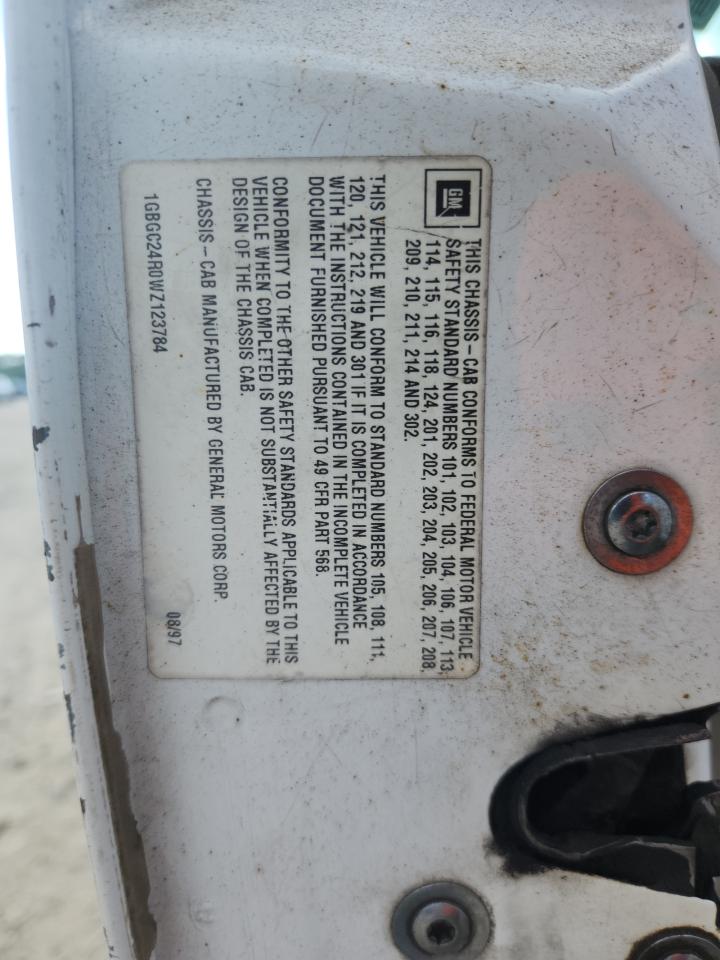 GM
THIS CHASSIS-CAB CONFORMS TO FEDERAL MOTOR VEHICLE
SAFETY STANDARD NUMBERS 101, 102, 103, 104, 106, 107, 113,
114, 115, 116, 118, 124, 201, 202, 203, 204, 205, 206, 207, 208,
209, 210, 211, 214 AND 302.
THIS VEHICLE WILL CONFORM TO STANDARD NUMBERS 105, 108, 111,
120, 121, 212, 219 AND 301 IF IT IS COMPLETED IN ACCORDANCE
WITH THE INSTRUCTIONS CONTAINED IN THE INCOMPLETE VEHICLE
DOCUMENT FURNISHED PURSUANT TO 49 CFR PART 568.
CONFORMITY TO THE OTHER SAFETY STANDARDS APPLICABLE TO THIS
VEHICLE WHEN COMPLETED IS NOT SUBSTANTIALLY AFFECTED BY THE
DESIGN OF THE CHASSIS CAB.
CHASSIS-CAB MANUFACTURED BY GENERAL MOTORS CORP.
08/97
1GBGC24R0WZ123784